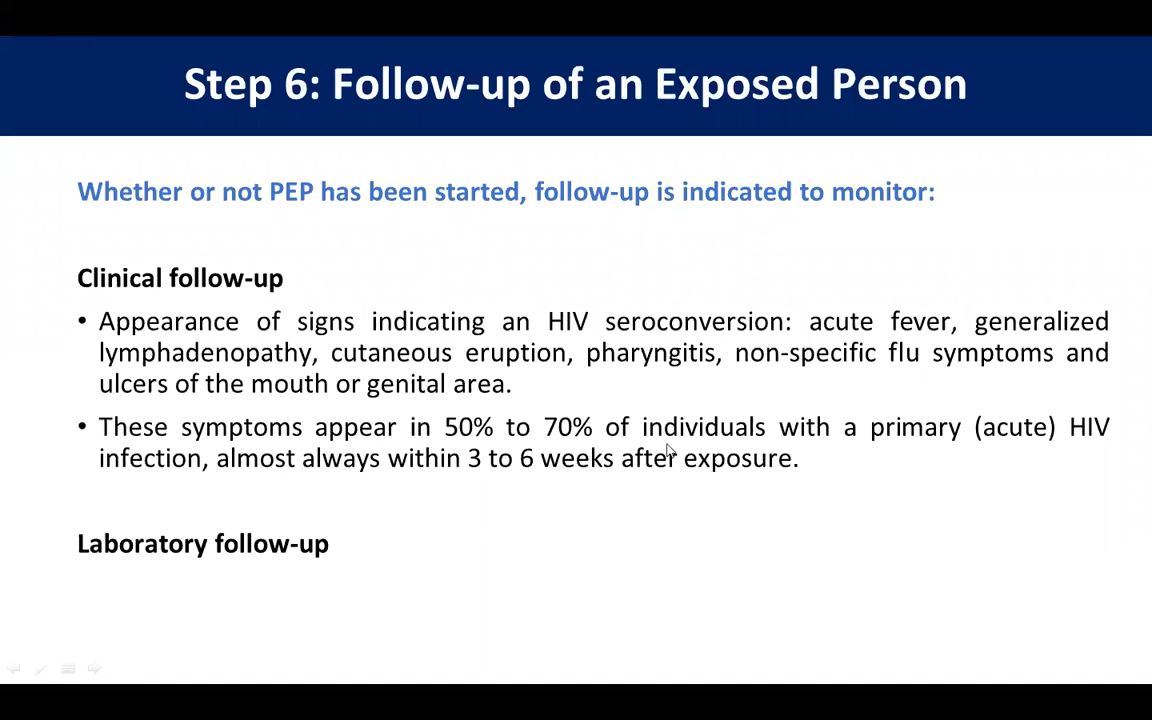 Step 6: Follow-up of an Exposed Person
Whether or not PEP has been started, follow-up is indicated to monitor:
Clinical follow-up
• Appearance of signs indicating an HIV seroconversion: acute fever, generalized
lymphadenopathy, cutaneous eruption, pharyngitis, non-specific flu symptoms and
ulcers of the mouth or genital area.
• These symptoms appear in 50% to 70% of individuals with a primary (acute) HIV
infection, almost always within 3 to 6 weeks after exposure.
Laboratory follow-up